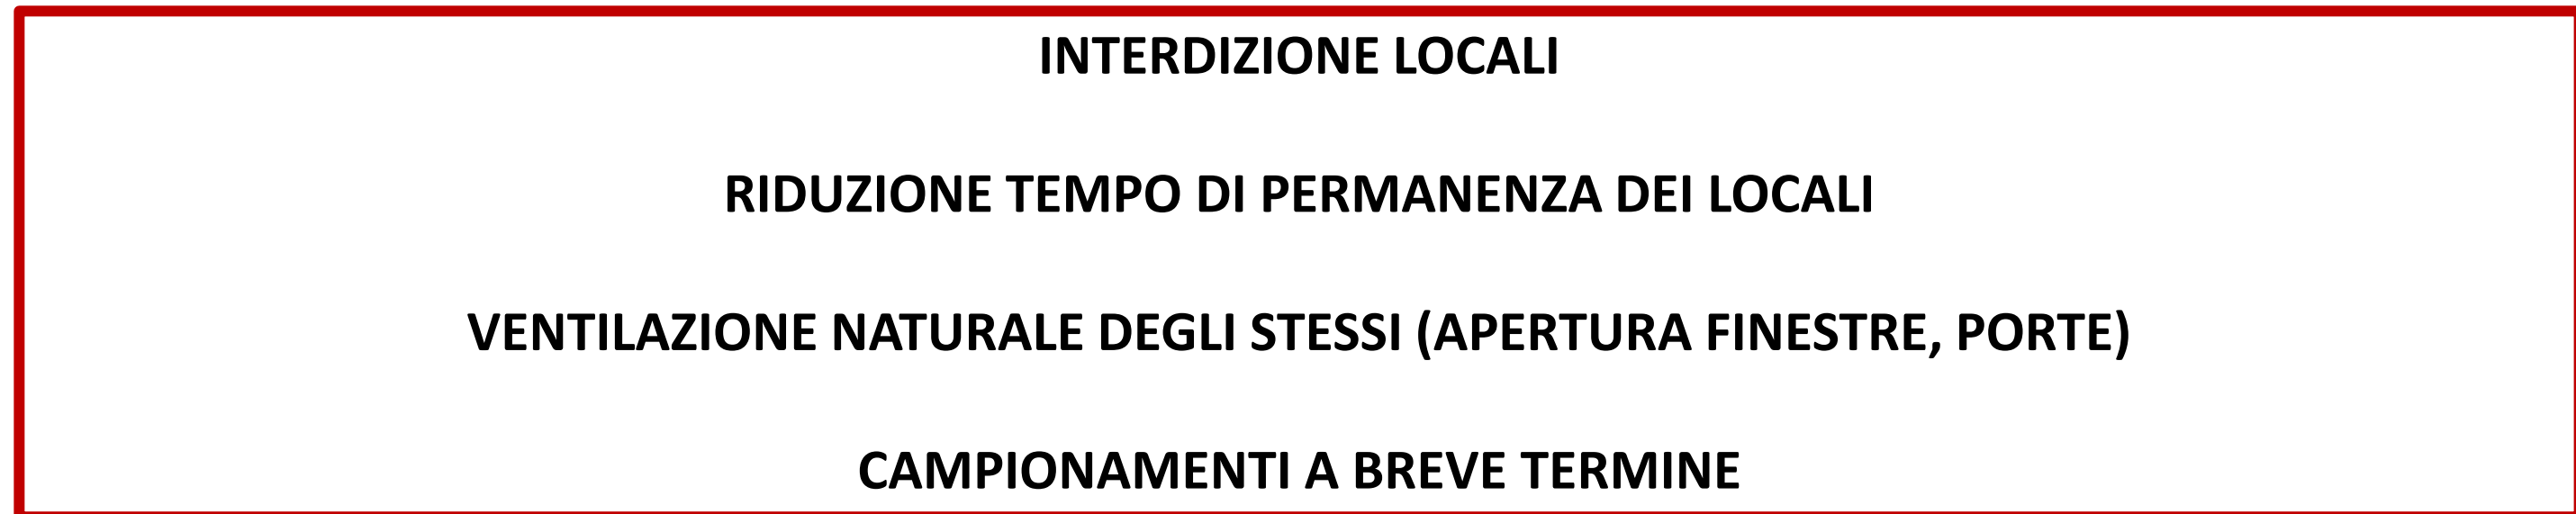 INTERDIZIONE LOCALI
RIDUZIONE TEMPO DI PERMANENZA DEI LOCALI
VENTILAZIONE NATURALE DEGLI STESSI (APERTURA FINESTRE, PORTE)
CAMPIONAMENTI A BREVE TERMINE